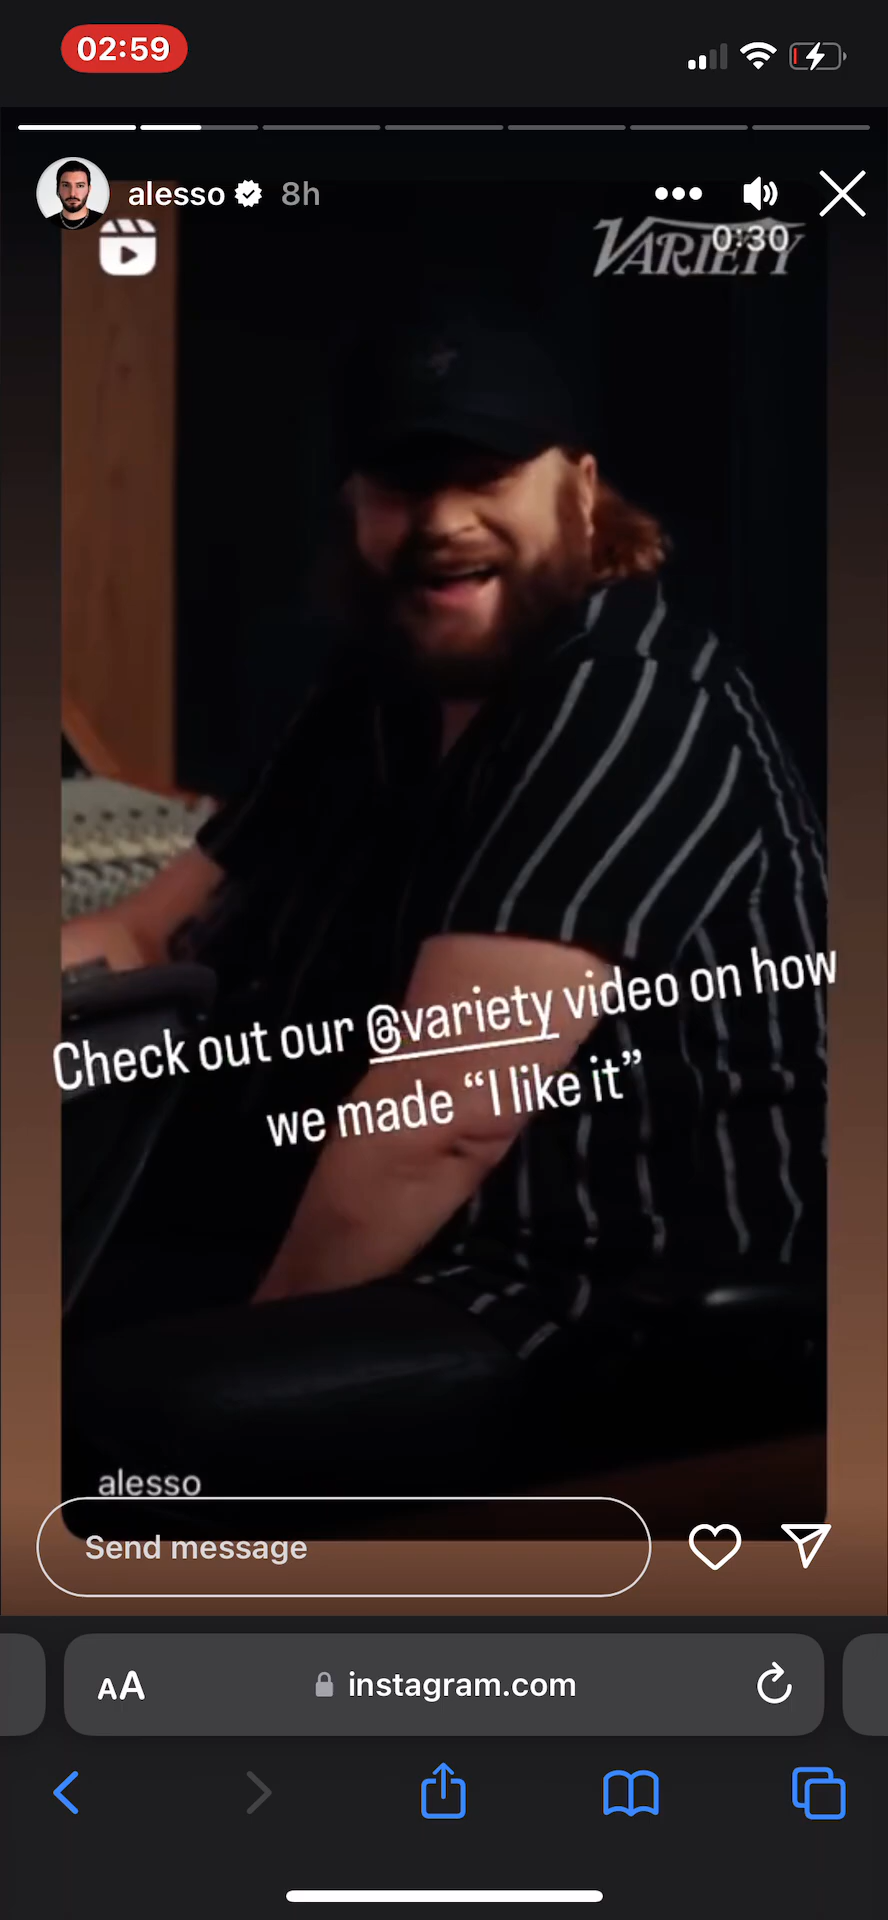 02:59
alesso 8h
VARIETY
0:30
Check out our @variety video on how
we made “I like it”
alesso
Send message
AA instagram.com